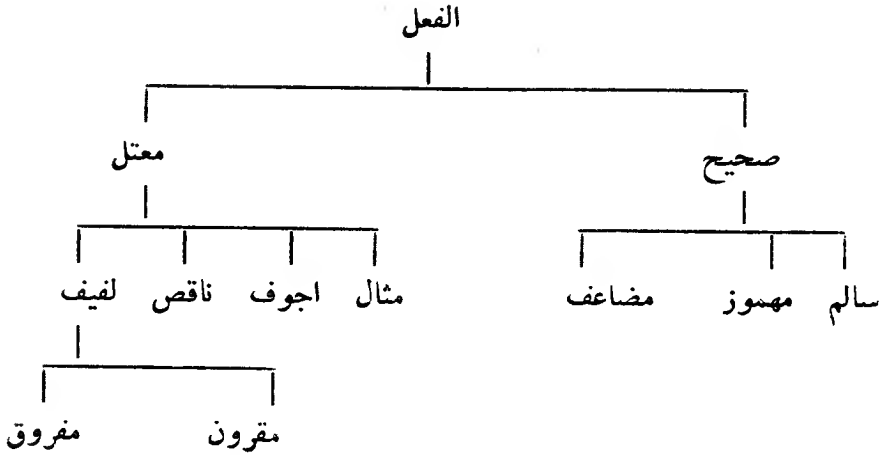 الفعل
صحيح معتل
سالم مهموز مضاعف مثال اجوف ناقص لفيف
مقرون مفروق